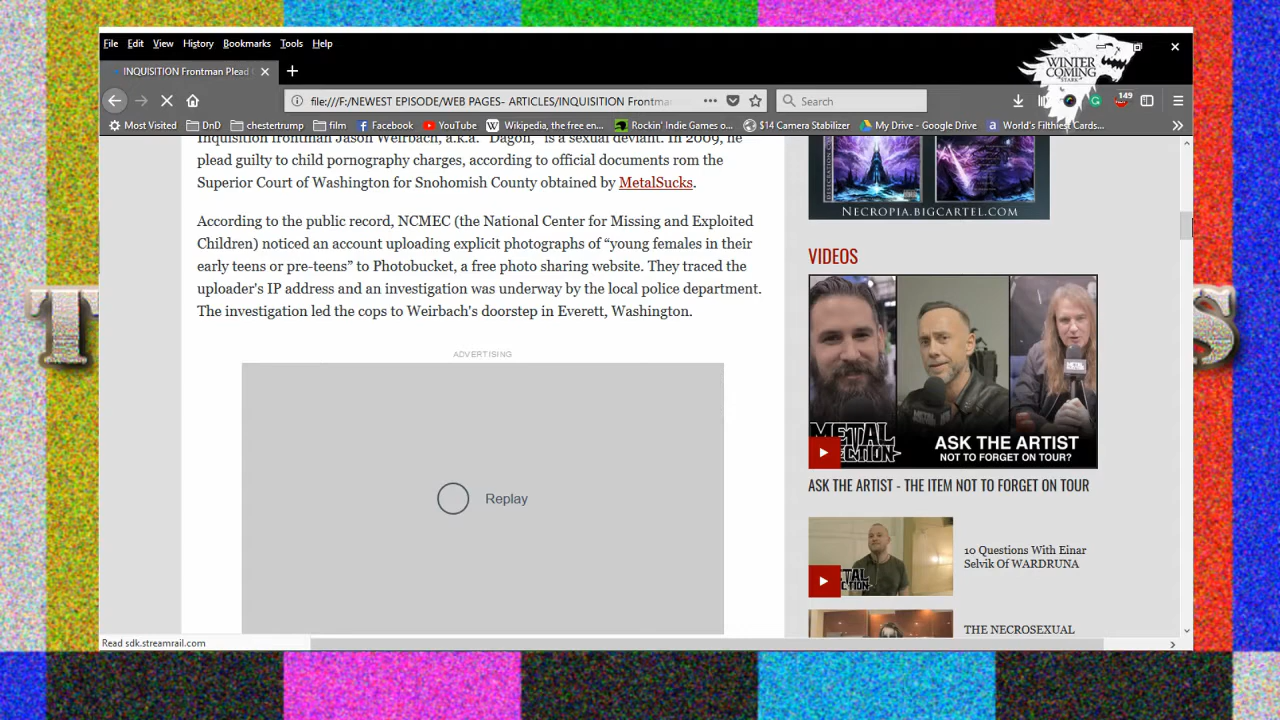 File Edit View History Bookmarks Tools Help
WINTER
COMING
STARK
INQUISITION Frontman Plead
file:///F:/NEWEST EPISODE/WEB PAGES- ARTICLES/INQUISITION Frontma
Search
149
Most Visited DnD chestertrump film Facebook YouTube Wikipedia, the free en... Rockin' Indie Games o... $14 Camera Stabilizer My Drive - Google Drive World's Filthiest Cards...
Inquisition frontman Jason Weirbach, a.k.a. "Dagon," is a sexual deviant. In 2009, he
plead guilty to child pornography charges, according to official documents rom the
Superior Court of Washington for Snohomish County obtained by MetalSucks.
According to the public record, NCMEC (the National Center for Missing and Exploited
Children) noticed an account uploading explicit photographs of “young females in their
early teens or pre-teens” to Photobucket, a free photo sharing website. They traced the
uploader's IP address and an investigation was underway by the local police department.
The investigation led the cops to Weirbach's doorstep in Everett, Washington.
ADVERTISING
Replay
NECROPIA.BIGCARTEL.COM
VIDEOS
METAL
ASK THE ARTIST
NOT TO FORGET ON TOUR?
ASK THE ARTIST - THE ITEM NOT TO FORGET ON TOUR
METAL
10 Questions With Einar
Selvik Of WARDRUNA
THE NECROSEXUAL
Read sdk.streamrail.com
T
S